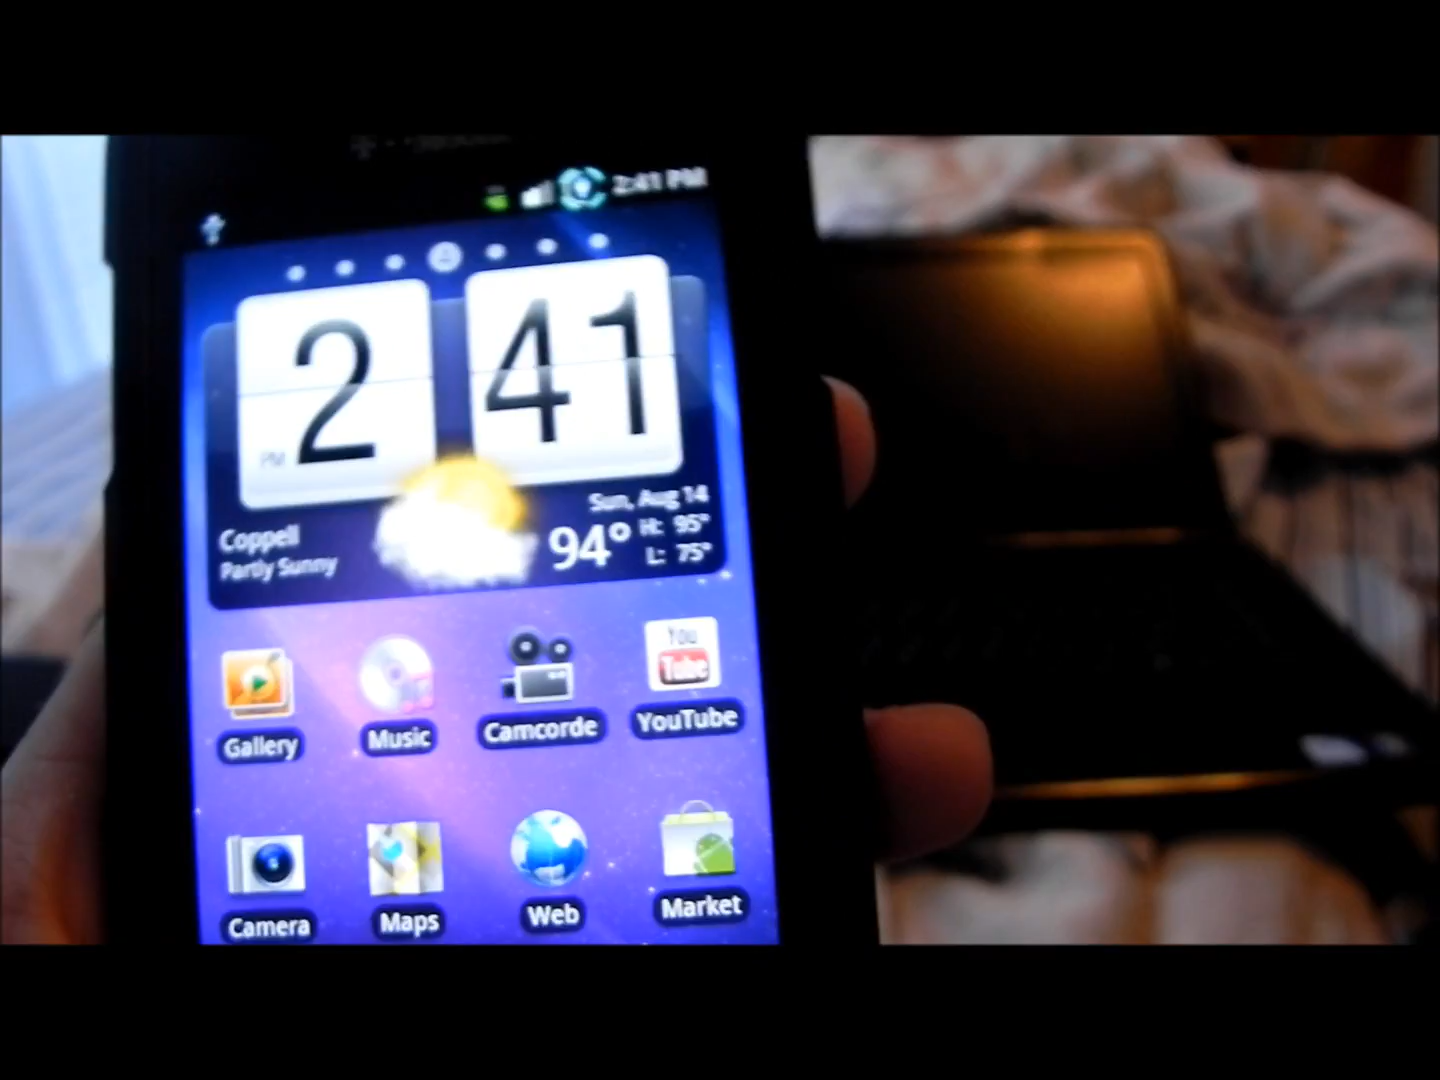 2:41 PM
2 41
PM
Sun, Aug 14
Coppell
94° H: 95°
Partly Sunny
L: 75°
You
Tube
Gallery Music Camcorde YouTube
Camera Maps Web Market